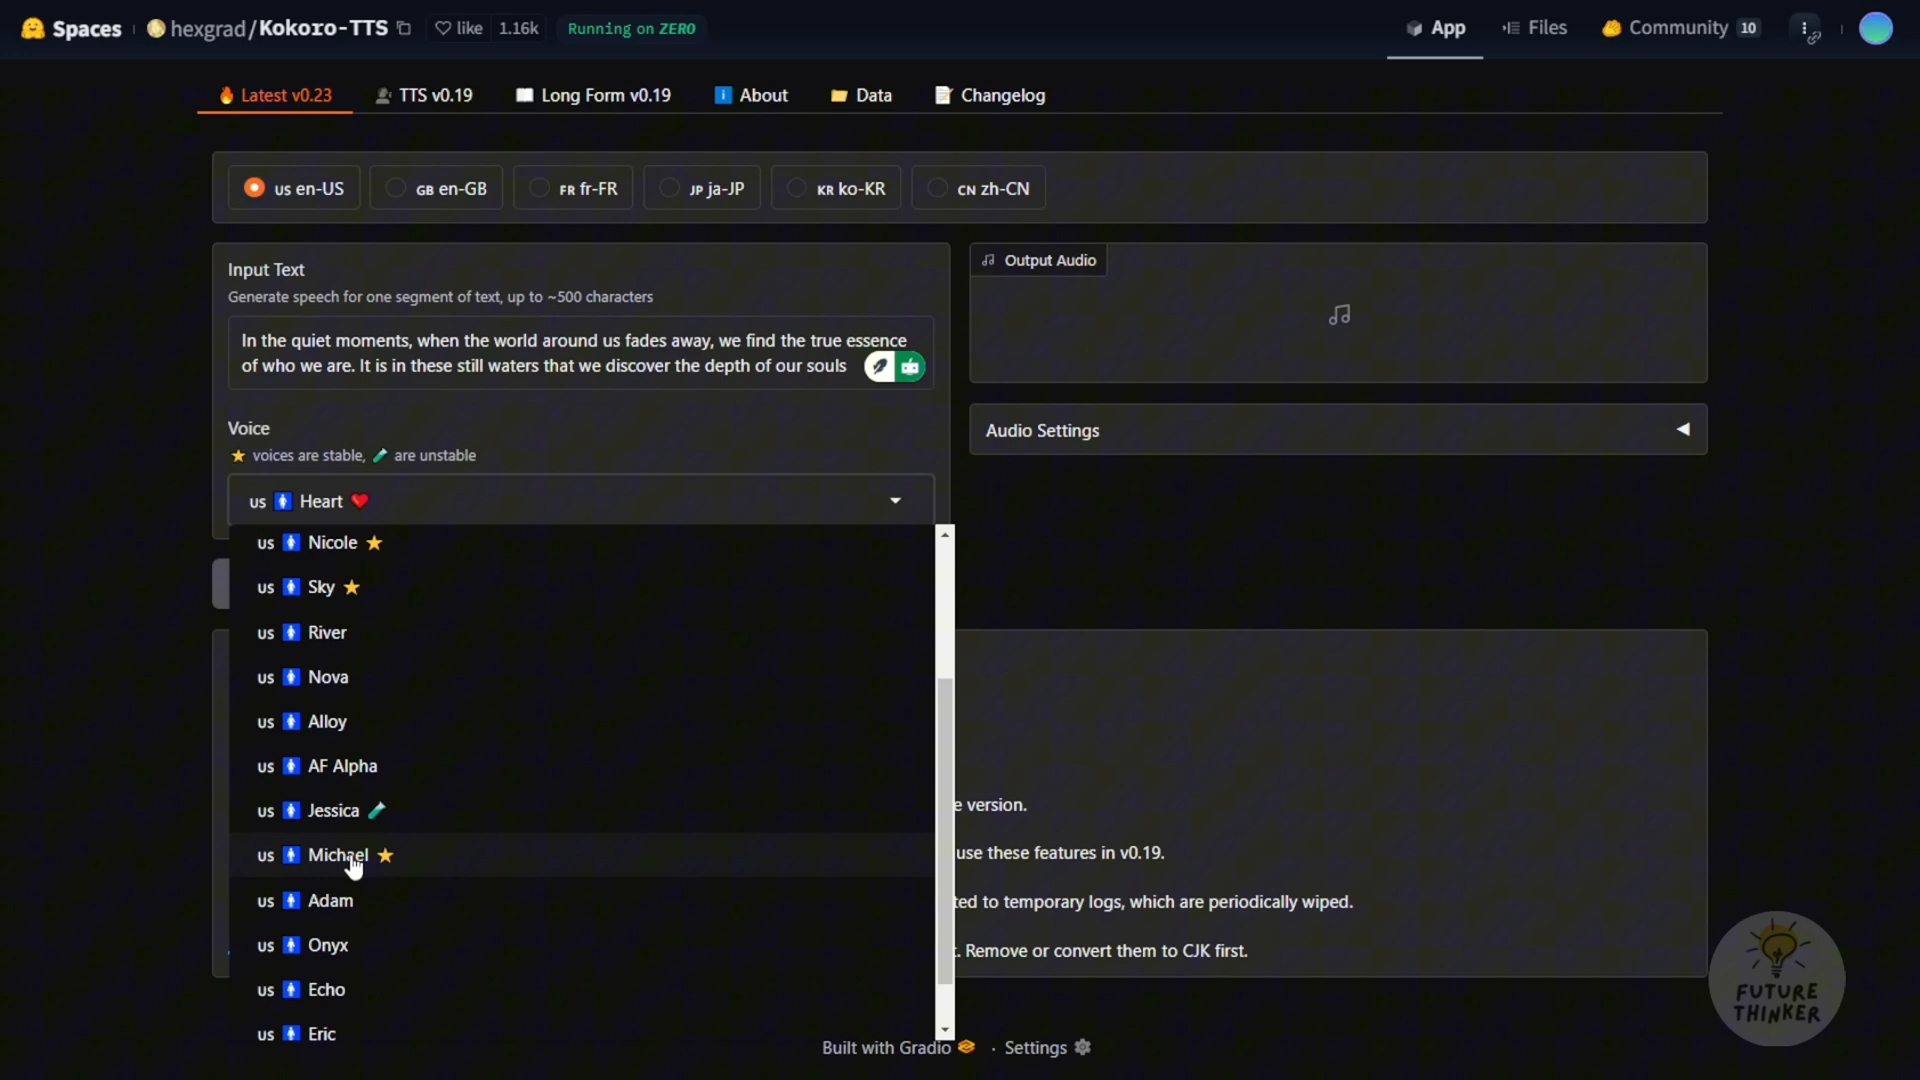 Spaces hexgrad/Kokoro-TTS like 1.16k Running on ZERO App Files Community 10
Latest v0.23 TTS v0.19 Long Form v0.19 About Data Changelog
us en-US GB en-GB FR fr-FR JP ja-JP KR ko-KR CN zh-CN
Input Text
Generate speech for one segment of text, up to ~500 characters
In the quiet moments, when the world around us fades away, we find the true essence
of who we are. It is in these still waters that we discover the depth of our souls
Output Audio
Audio Settings
Voice
voices are stable, are unstable
us Heart
us Nicole
us Sky
us River
us Nova
us Alloy
us AF Alpha
us Jessica
us Michael
us Adam
us Onyx
us Echo
us Eric
e version.
use these features in v0.19.
ted to temporary logs, which are periodically wiped.
. Remove or convert them to CJK first.
Built with Gradio · Settings
FUTURE
THINKER